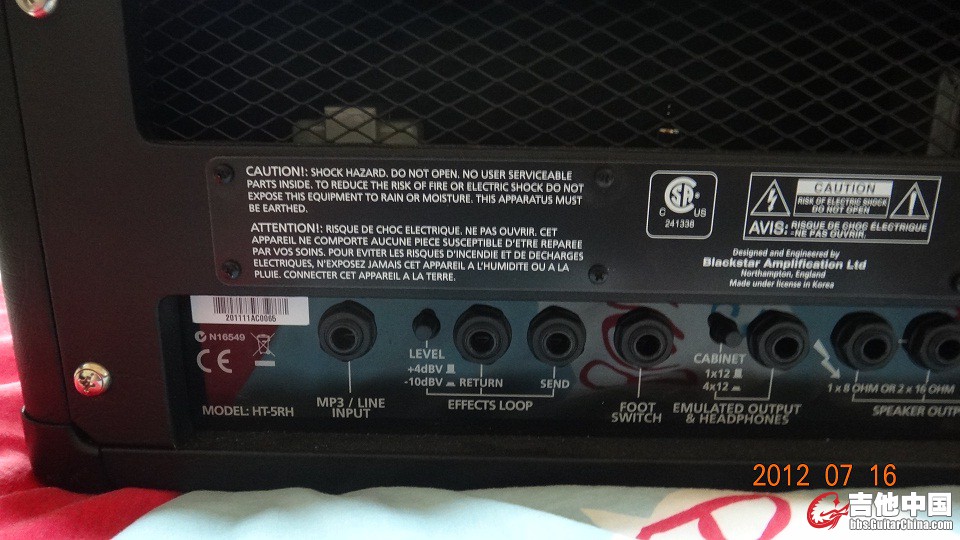 CAUTION!: SHOCK HAZARD. DO NOT OPEN. NO USER SERVICEABLE
PARTS INSIDE. TO REDUCE THE RISK OF FIRE OR ELECTRIC SHOCK DO NOT
EXPOSE THIS EQUIPMENT TO RAIN OR MOISTURE. THIS APPARATUS MUST
BE EARTHED.
ATTENTION!: RISQUE DE CHOC ELECTRIQUE. NE PAS OUVRIR. CET
APPAREIL NE COMPORTE AUCUNE PIECE SUSCEPTIBLE D'ETRE REPAREE
PAR VOS SOINS. POUR EVITER LES RISQUES D'INCENDIE ET DE DECHARGES
ELECTRIQUES, N'EXPOSEZ JAMAIS CET APPAREIL A L'HUMIDITE OU A LA
PLUIE. CONNECTER CET APPAREIL A LA TERRE.
CSA
C US
241338
CAUTION
RISK OF ELECTRIC SHOCK
DO NOT OPEN
AVIS: RISQUE DE CHOC ÉLECTRIQUE
-NE PAS OUVRIR.
Designed and Engineered by
Blackstar Amplification Ltd
Northampton, England
Made under license in Korea
201111AC0065
N16549
CE
MODEL: HT-5RH
MP3 / LINE
INPUT
LEVEL
+4dBV
-10dBV
RETURN
SEND
EFFECTS LOOP
FOOT
SWITCH
CABINET
1x12
4x12
EMULATED OUTPUT
& HEADPHONES
1 x 8 OHM OR 2 x 16 OHM
SPEAKER OUTP
2012 07 16
吉他中国
bbs.GuitarChina.com